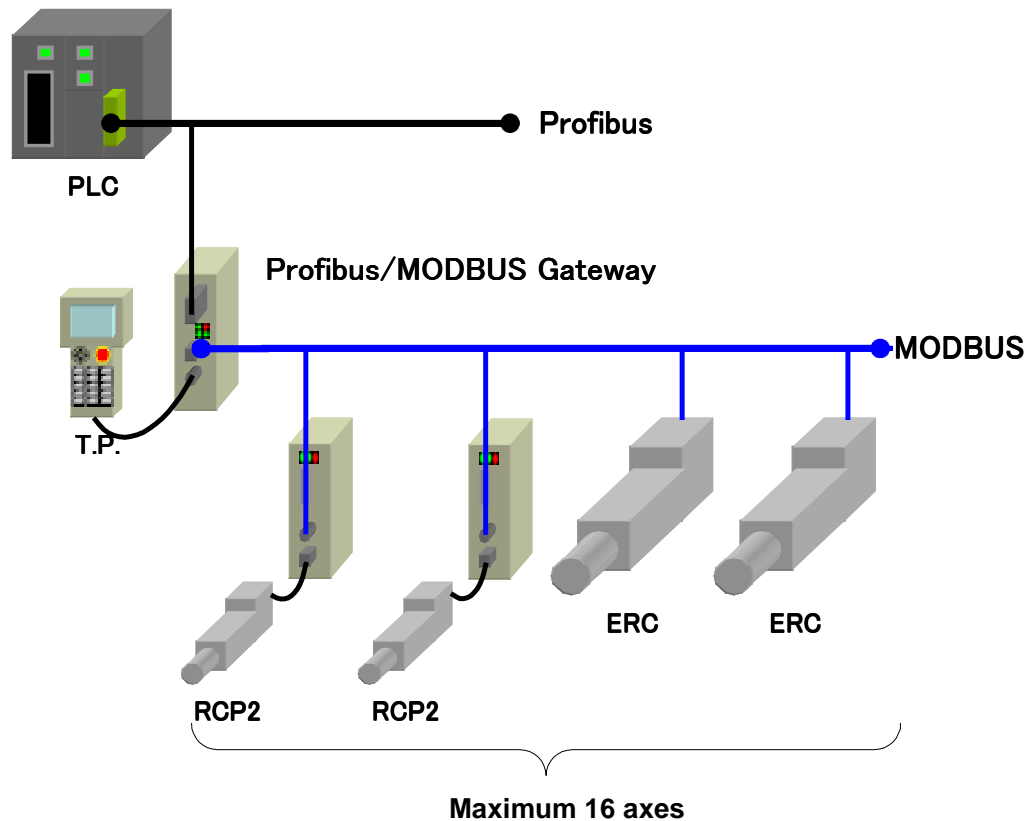 Profibus
PLC
Profibus/MODBUS Gateway
MODBUS
T.P.
ERC
ERC
RCP2
RCP2
Maximum 16 axes